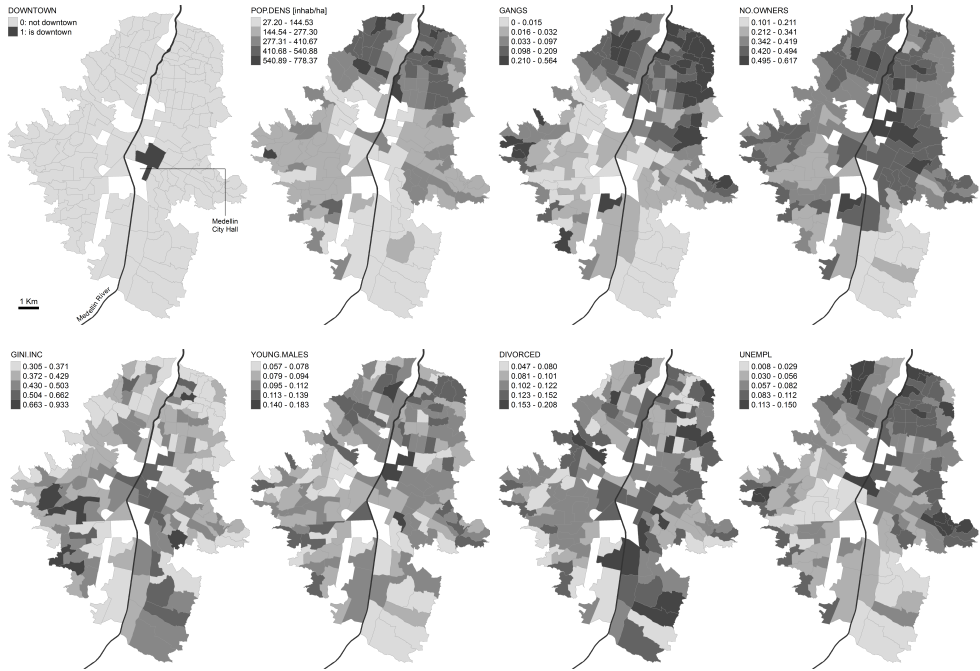 DOWNTOWN
0: not downtown
1: is downtown
Medellin
City Hall
1 Km
Medellin River
POP.DENS [inhab/ha]
27.20 - 144.53
144.54 - 277.30
277.31 - 410.67
410.68 - 540.88
540.89 - 778.37
GANGS
0 - 0.015
0.016 - 0.032
0.033 - 0.097
0.098 - 0.209
0.210 - 0.564
NO.OWNERS
0.101 - 0.211
0.212 - 0.341
0.342 - 0.419
0.420 - 0.494
0.495 - 0.617
GINI.INC
0.305 - 0.371
0.372 - 0.429
0.430 - 0.503
0.504 - 0.662
0.663 - 0.933
YOUNG.MALES
0.057 - 0.078
0.079 - 0.094
0.095 - 0.112
0.113 - 0.139
0.140 - 0.183
DIVORCED
0.047 - 0.080
0.081 - 0.101
0.102 - 0.122
0.123 - 0.152
0.153 - 0.208
UNEMPL
0.008 - 0.029
0.030 - 0.056
0.057 - 0.082
0.083 - 0.112
0.113 - 0.150